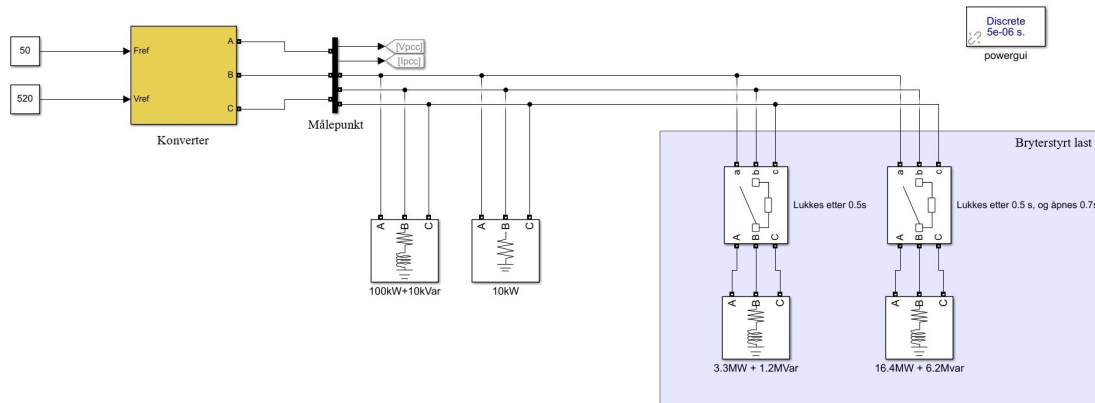 50
520
Fref
Vref
A
B
C
Konverter
Målepunkt
[Vpcc]
[Ipcc]
Discrete
5e-06 s.
powergui
A B C
100kW+10kVar
A B C
10kW
Bryterstyrt last
a b c
A B C
Lukkes etter 0.5s
a b c
A B C
Lukkes etter 0.5 s, og åpnes 0.7s
A B C
3.3MW + 1.2MVar
A B C
16.4MW + 6.2Mvar